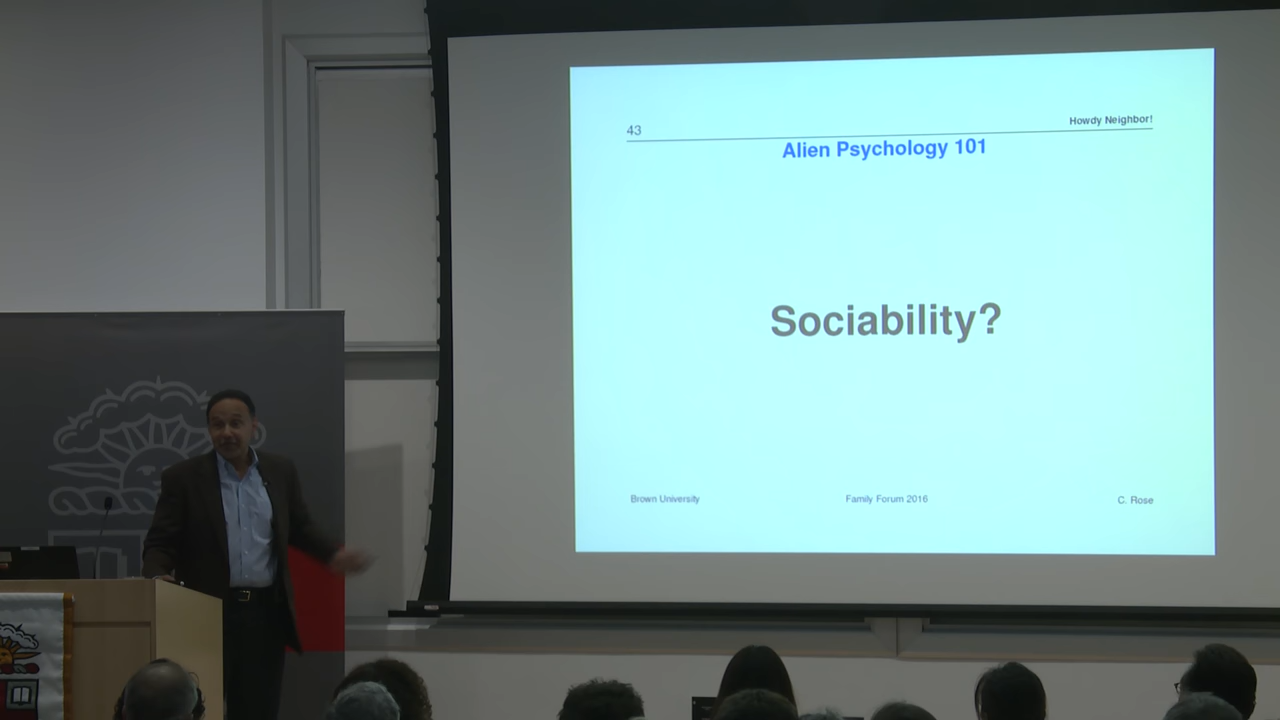 43
Howdy Neighbor!
Alien Psychology 101
Sociability?
Brown University
Family Forum 2016
C. Rose